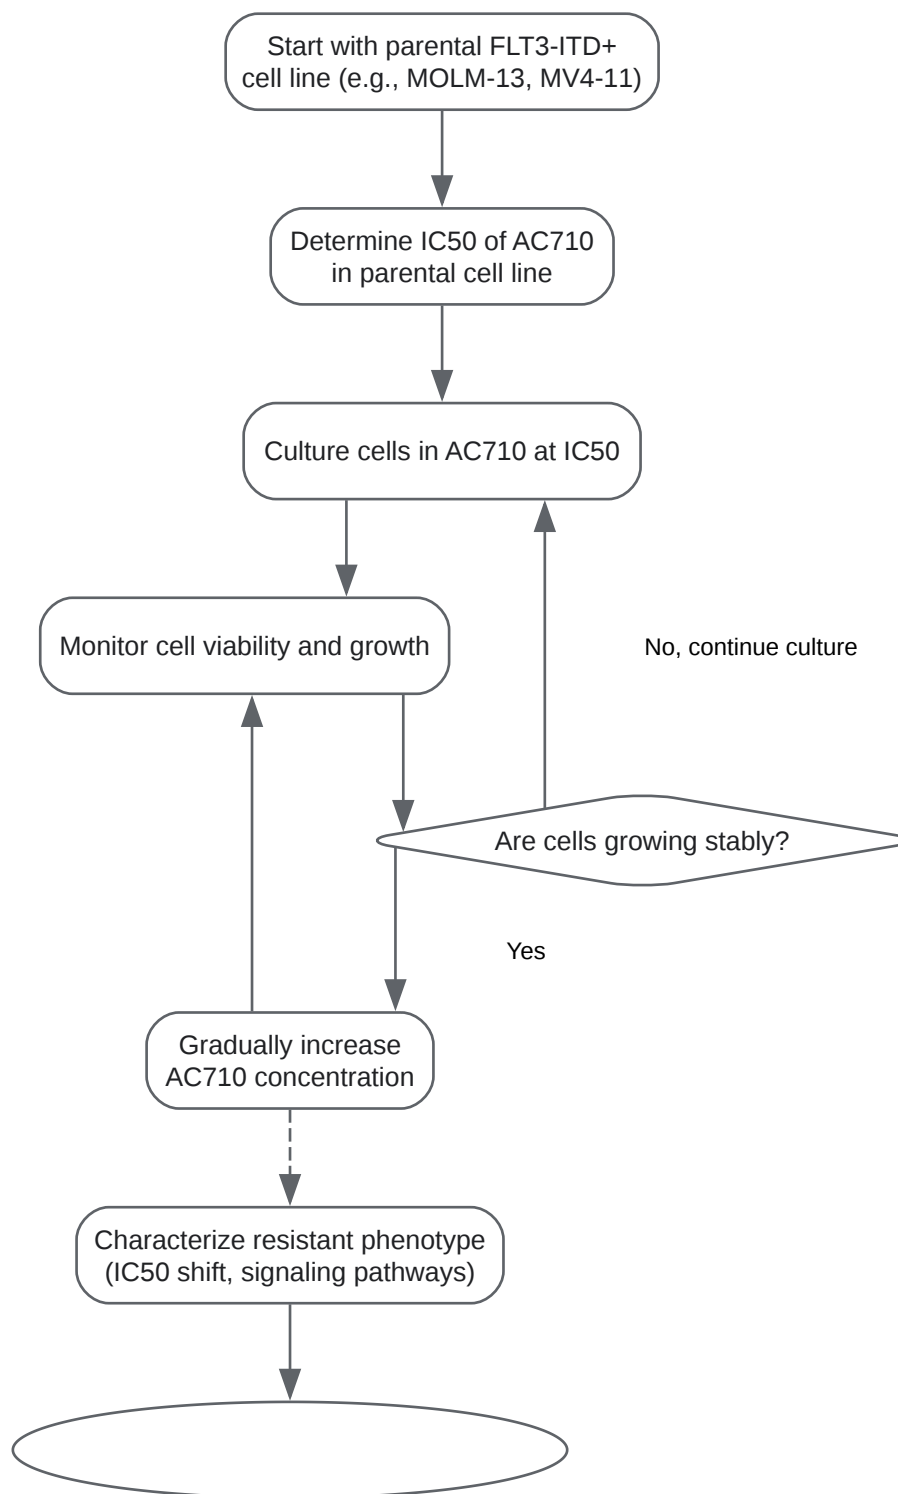 Start with parental FLT3-ITD+
cell line (e.g., MOLM-13, MV4-11)
Determine IC50 of AC710
in parental cell line
Culture cells in AC710 at IC50
Monitor cell viability and growth
No, continue culture
Are cells growing stably?
Yes
Gradually increase
AC710 concentration
Characterize resistant phenotype
(IC50 shift, signaling pathways)